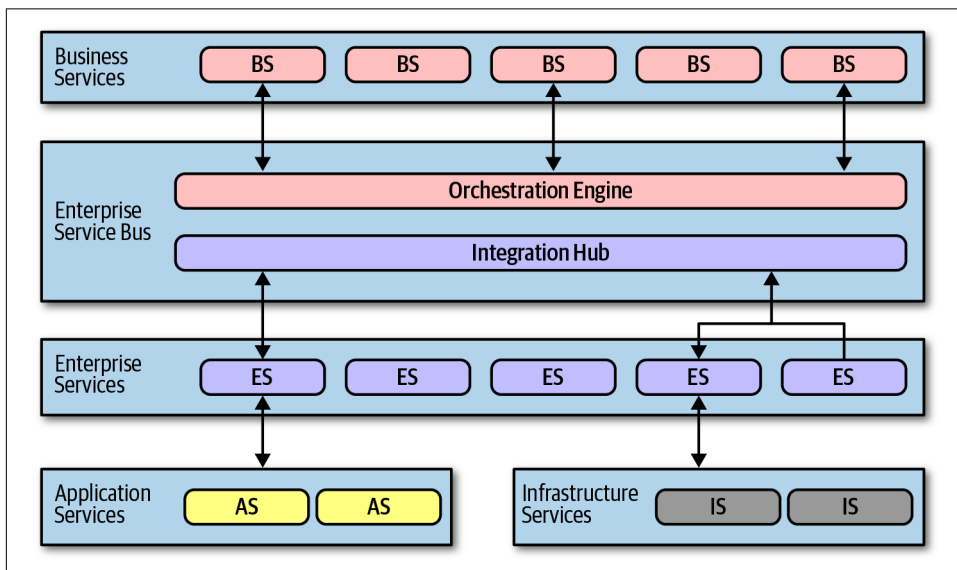 Business
Services
BS BS BS BS BS
Enterprise
Service Bus
Orchestration Engine
Integration Hub
Enterprise
Services
ES ES ES ES ES
Application
Services
AS AS
Infrastructure
Services
IS IS